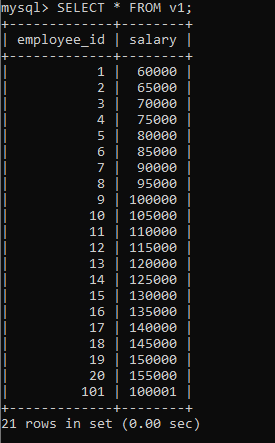 mysql> SELECT * FROM v1;
+-------------+--------+
| employee_id | salary |
+-------------+--------+
|           1 |  60000 |
|           2 |  65000 |
|           3 |  70000 |
|           4 |  75000 |
|           5 |  80000 |
|           6 |  85000 |
|           7 |  90000 |
|           8 |  95000 |
|           9 | 100000 |
|          10 | 105000 |
|          11 | 110000 |
|          12 | 115000 |
|          13 | 120000 |
|          14 | 125000 |
|          15 | 130000 |
|          16 | 135000 |
|          17 | 140000 |
|          18 | 145000 |
|          19 | 150000 |
|          20 | 155000 |
|         101 | 100001 |
+-------------+--------+
21 rows in set (0.00 sec)